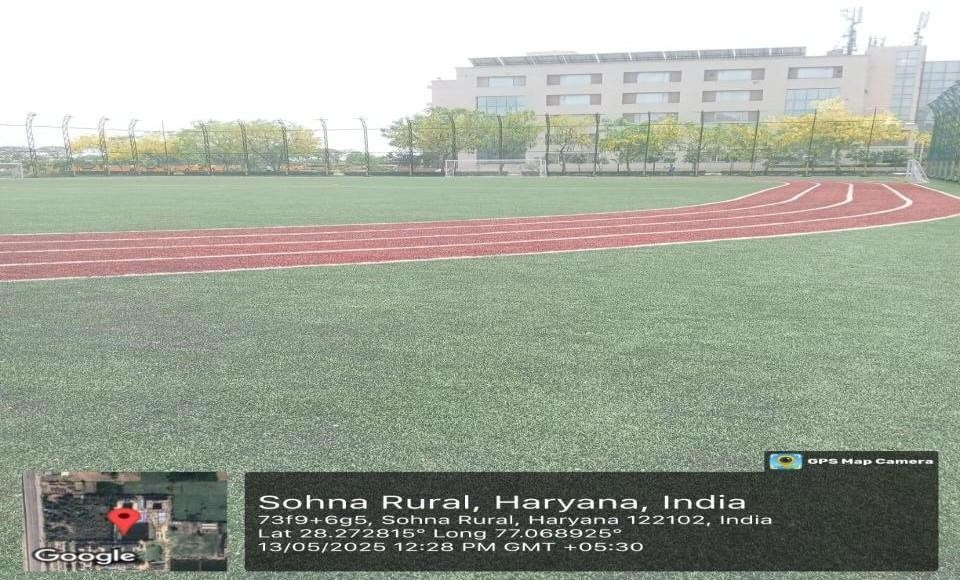 GPS Map Camera
Sohna Rural, Haryana, India
73f9+6g5, Sohna Rural, Haryana 122102, India
Lat 28.272815° Long 77.068925°
13/05/2025 12:28 PM GMT +05:30
Google